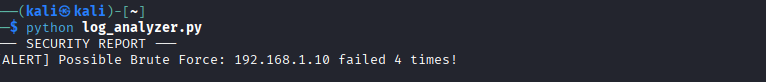 ──(kali㉿kali)-[~]
─$ python log_analyzer.py
── SECURITY REPORT ───
ALERT] Possible Brute Force: 192.168.1.10 failed 4 times!